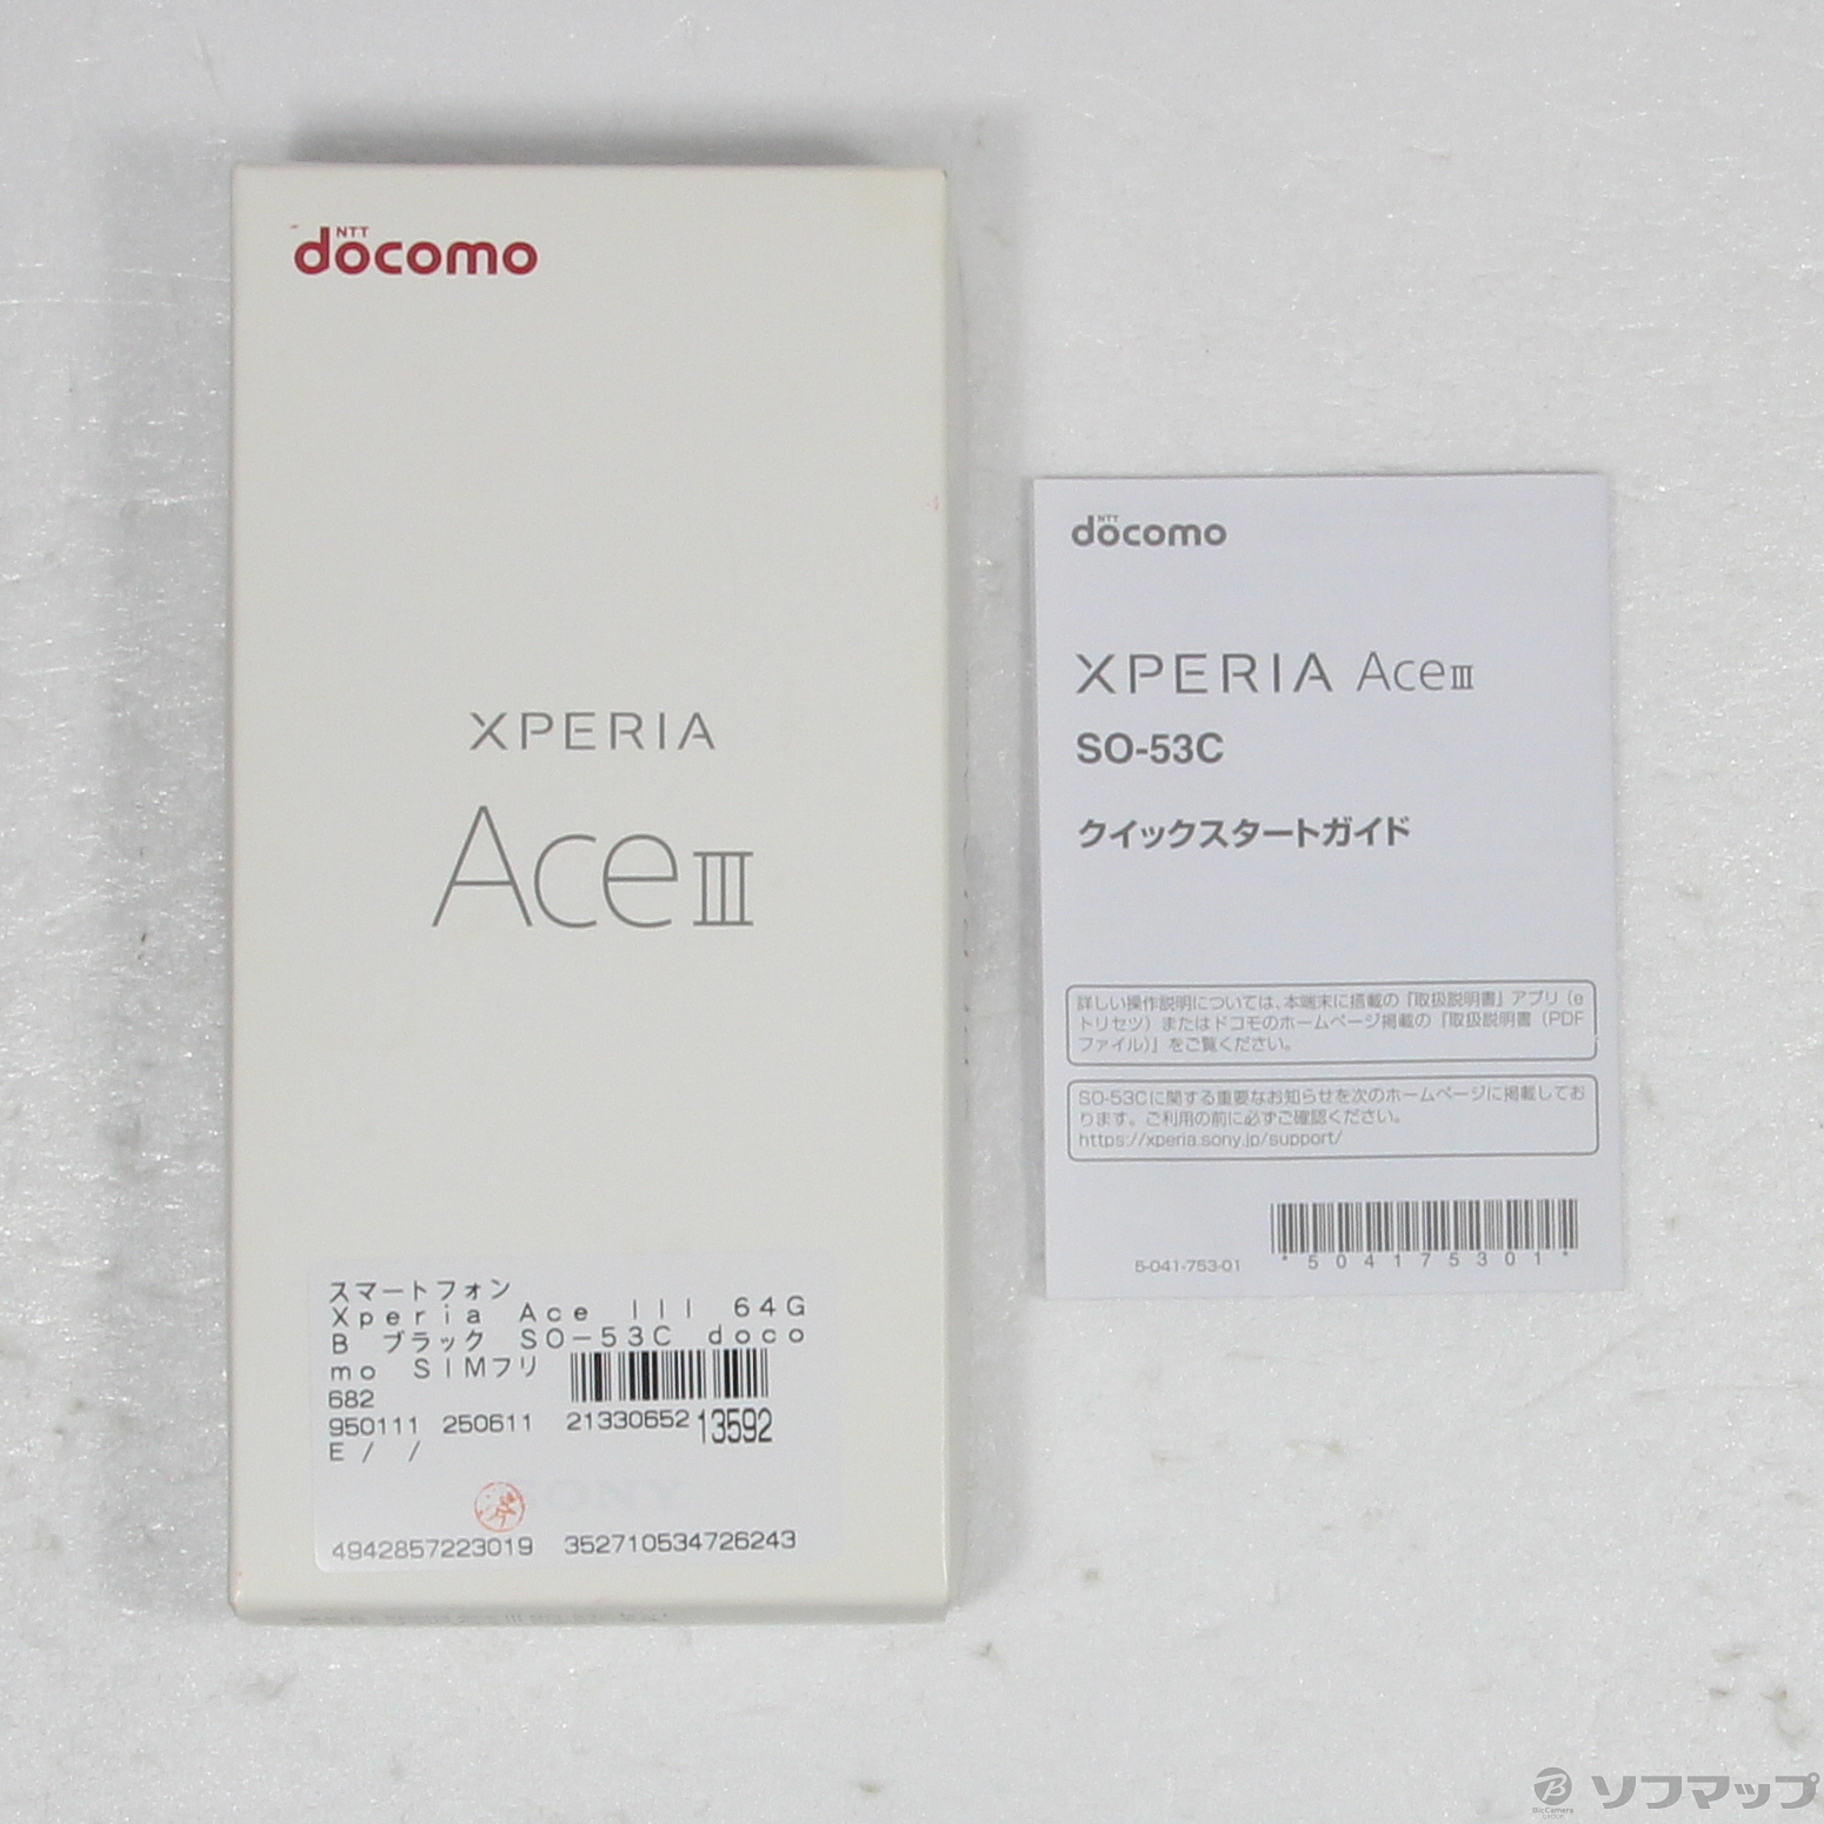 NTT
docomo
XPERIA
Ace III
スマートフォン
Xperia Ace III 64G
B ブラック SO-53C doco
mo SIMフリ
682
950111 250611 21330652 13592
E / /
SONY
4942857223019 352710534726243
NTT
docomo
XPERIA Ace III
SO-53C
クイックスタートガイド
詳しい操作説明については、本端末に搭載の『取扱説明書』アプリ（e
トリセツ）またはドコモのホームページ掲載の『取扱説明書（PDF
ファイル）』をご覧ください。
SO-53Cに関する重要なお知らせを次のホームページに掲載してお
ります。ご利用の前に必ずご確認ください。
https://xperia.sony.jp/support/
5-041-753-01
*504175301*
B
BicCamera
GROUP
ソフマップ